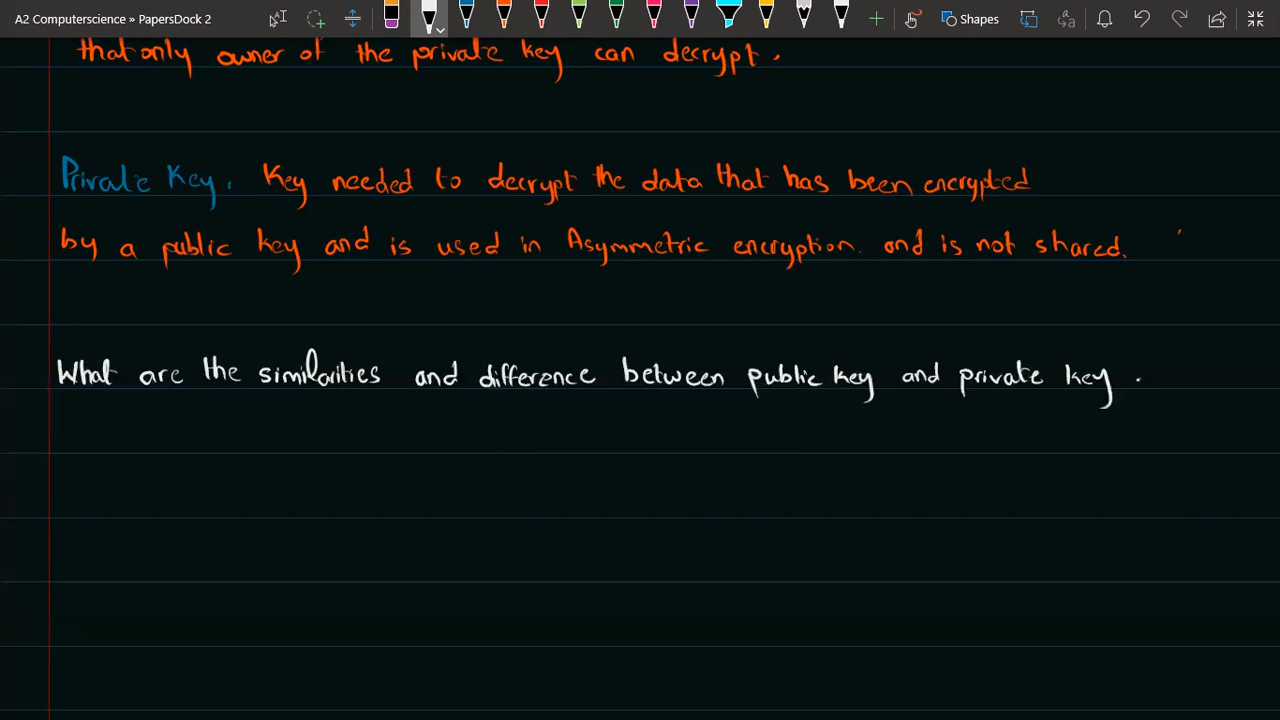 A2 Computerscience » PapersDock 2
Shapes
that only owner of the private key can decrypt.
Private Key. Key needed to decrypt the data that has been encrypted
by a public key and is used in Asymmetric encryption. and is not shared.
What are the similarities and difference between public key and private key.